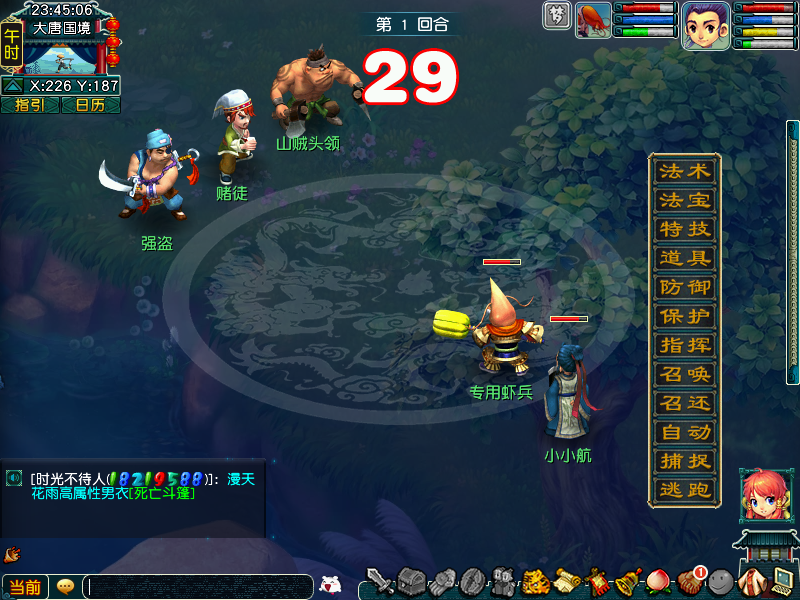 23:45:06
午时
大唐国境
X:226 Y:187
指引
日历
第 1 回合
29
梦
山贼头领
赌徒
强盗
专用虾兵
小小航
法术
法宝
特技
道具
防御
保护
指挥
召唤
召还
自动
捕捉
逃跑
[时光不待人(18219588)]：漫天
花雨高属性男衣[死亡斗篷]
当前
1